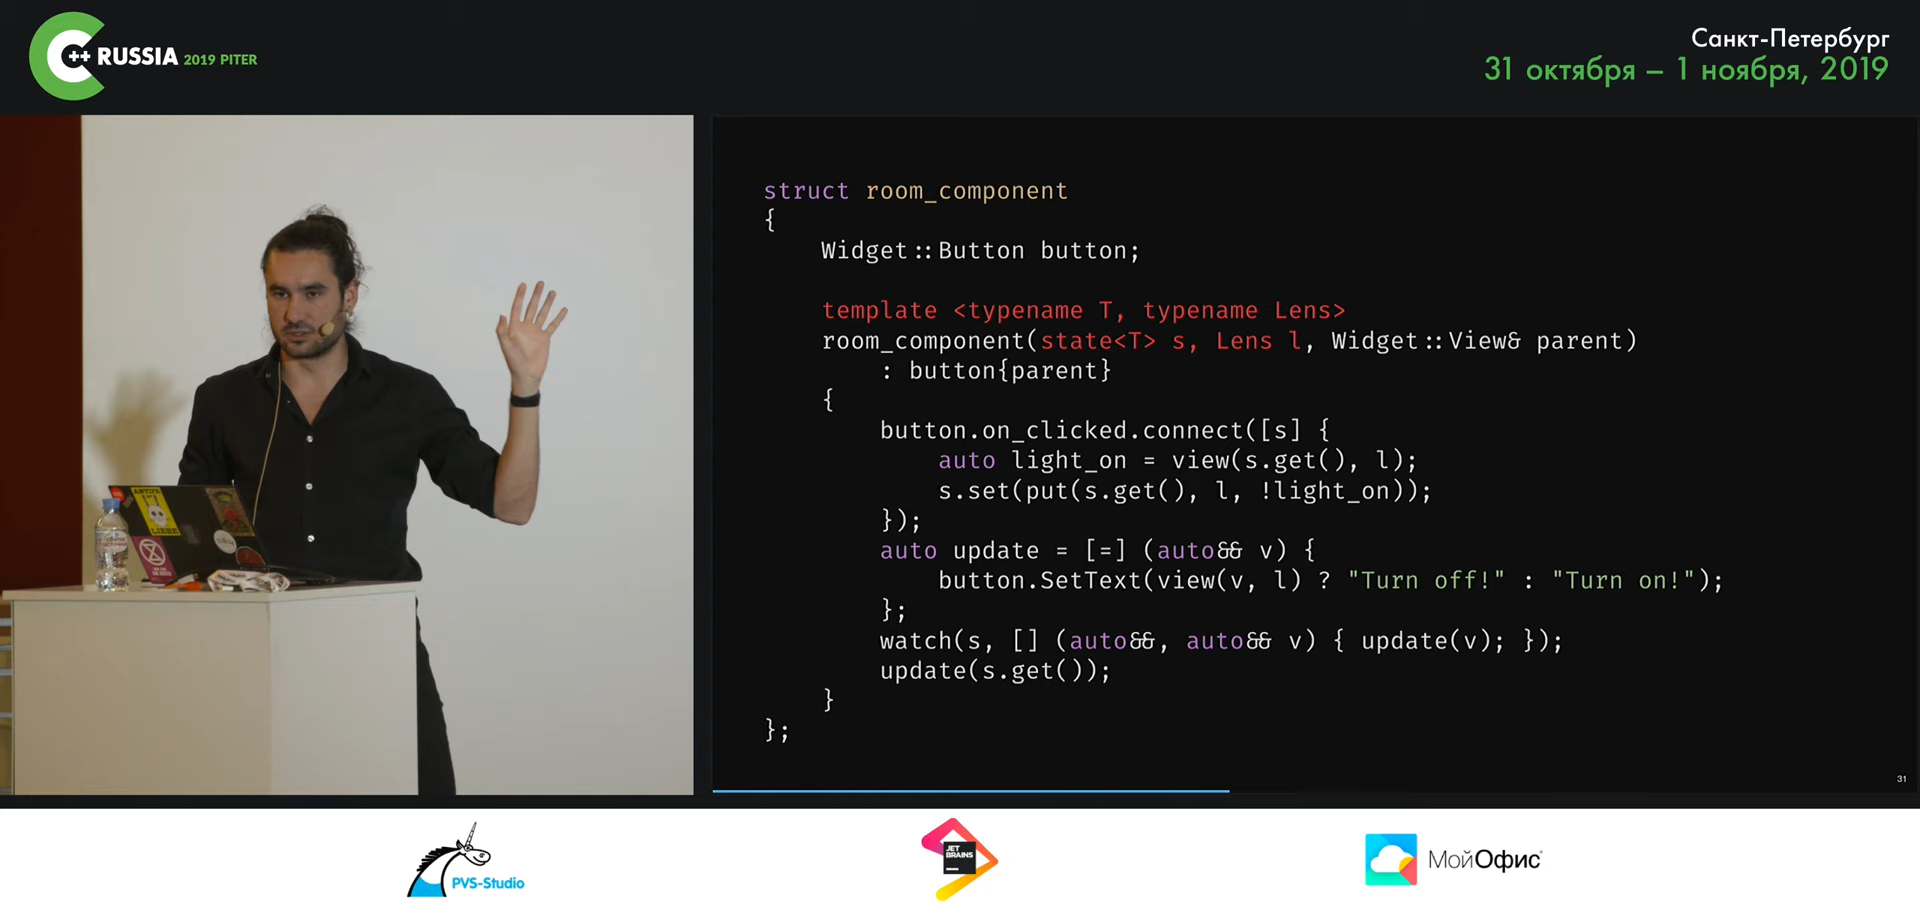 C++ RUSSIA 2019 PITER
Санкт-Петербург
31 октября – 1 ноября, 2019
struct room_component
{
    Widget::Button button;

    template <typename T, typename Lens>
    room_component(state<T> s, Lens l, Widget::View& parent)
        : button{parent}
    {
        button.on_clicked.connect([s] {
            auto light_on = view(s.get(), l);
            s.set(put(s.get(), l, !light_on));
        });
        auto update = [=] (auto&& v) {
            button.SetText(view(v, l) ? "Turn off!" : "Turn on!");
        };
        watch(s, [] (auto&&, auto&& v) { update(v); });
        update(s.get());
    }
};
31
ANTIFA
LIEBE
PVS-Studio
JET
BRAINS
МойОфис